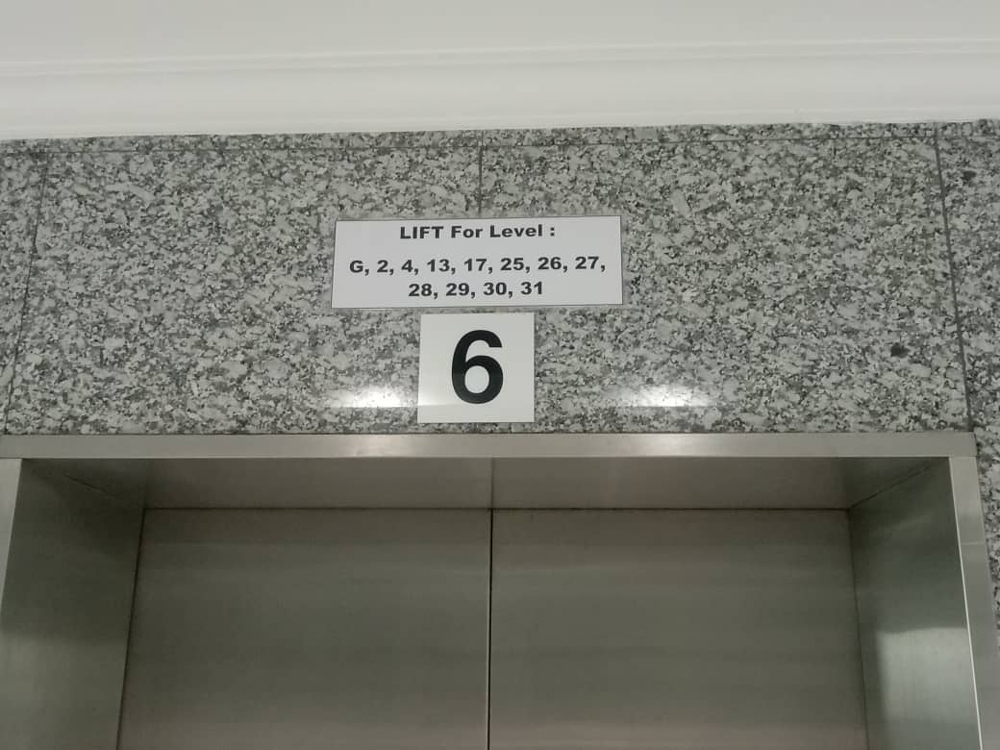 LIFT For Level :
G, 2, 4, 13, 17, 25, 26, 27,
28, 29, 30, 31
6